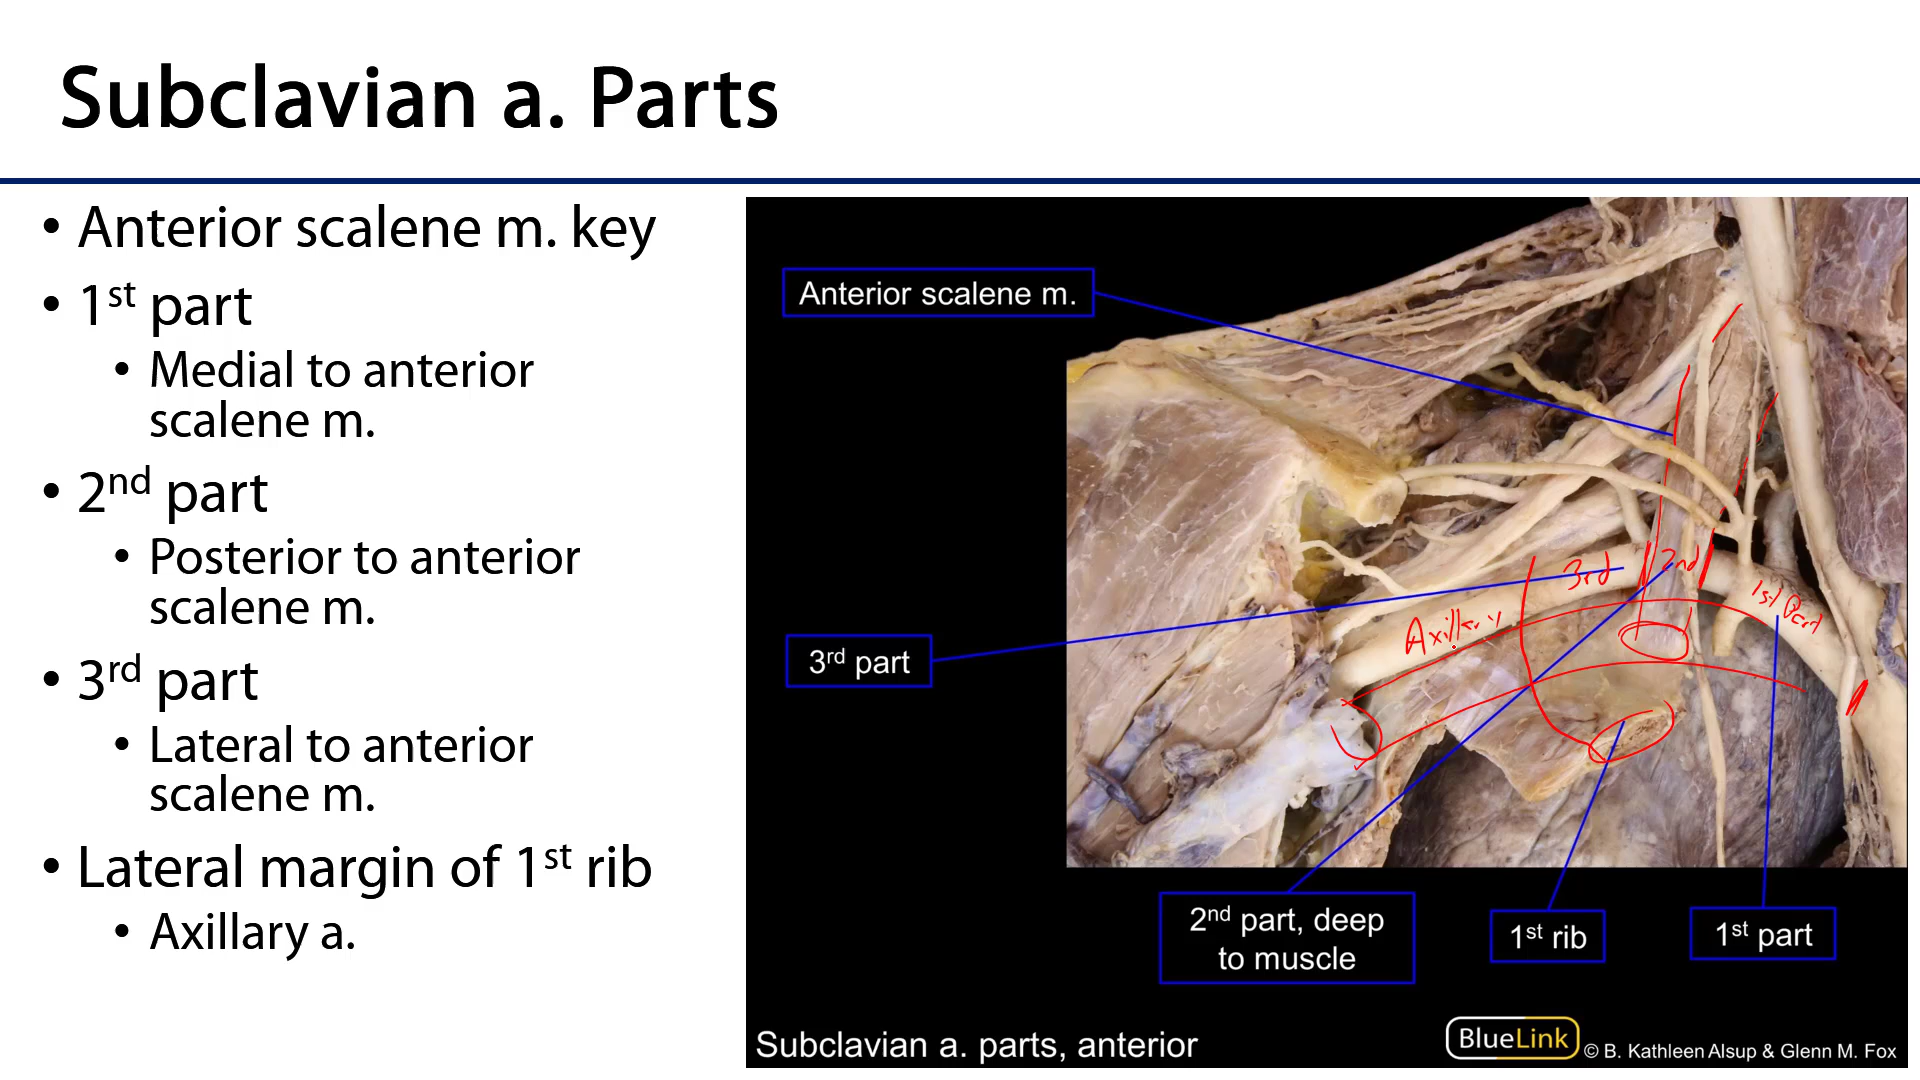 Subclavian a. Parts
• Anterior scalene m. key
• 1st part
• Medial to anterior
scalene m.
• 2nd part
• Posterior to anterior
scalene m.
• 3rd part
• Lateral to anterior
scalene m.
• Lateral margin of 1st rib
• Axillary a.
Anterior scalene m.
3rd
2nd
1st Part
Axillary
3rd part
2nd part, deep
to muscle
1st rib
1st part
Subclavian a. parts, anterior
BlueLink
© B. Kathleen Alsup & Glenn M. Fox